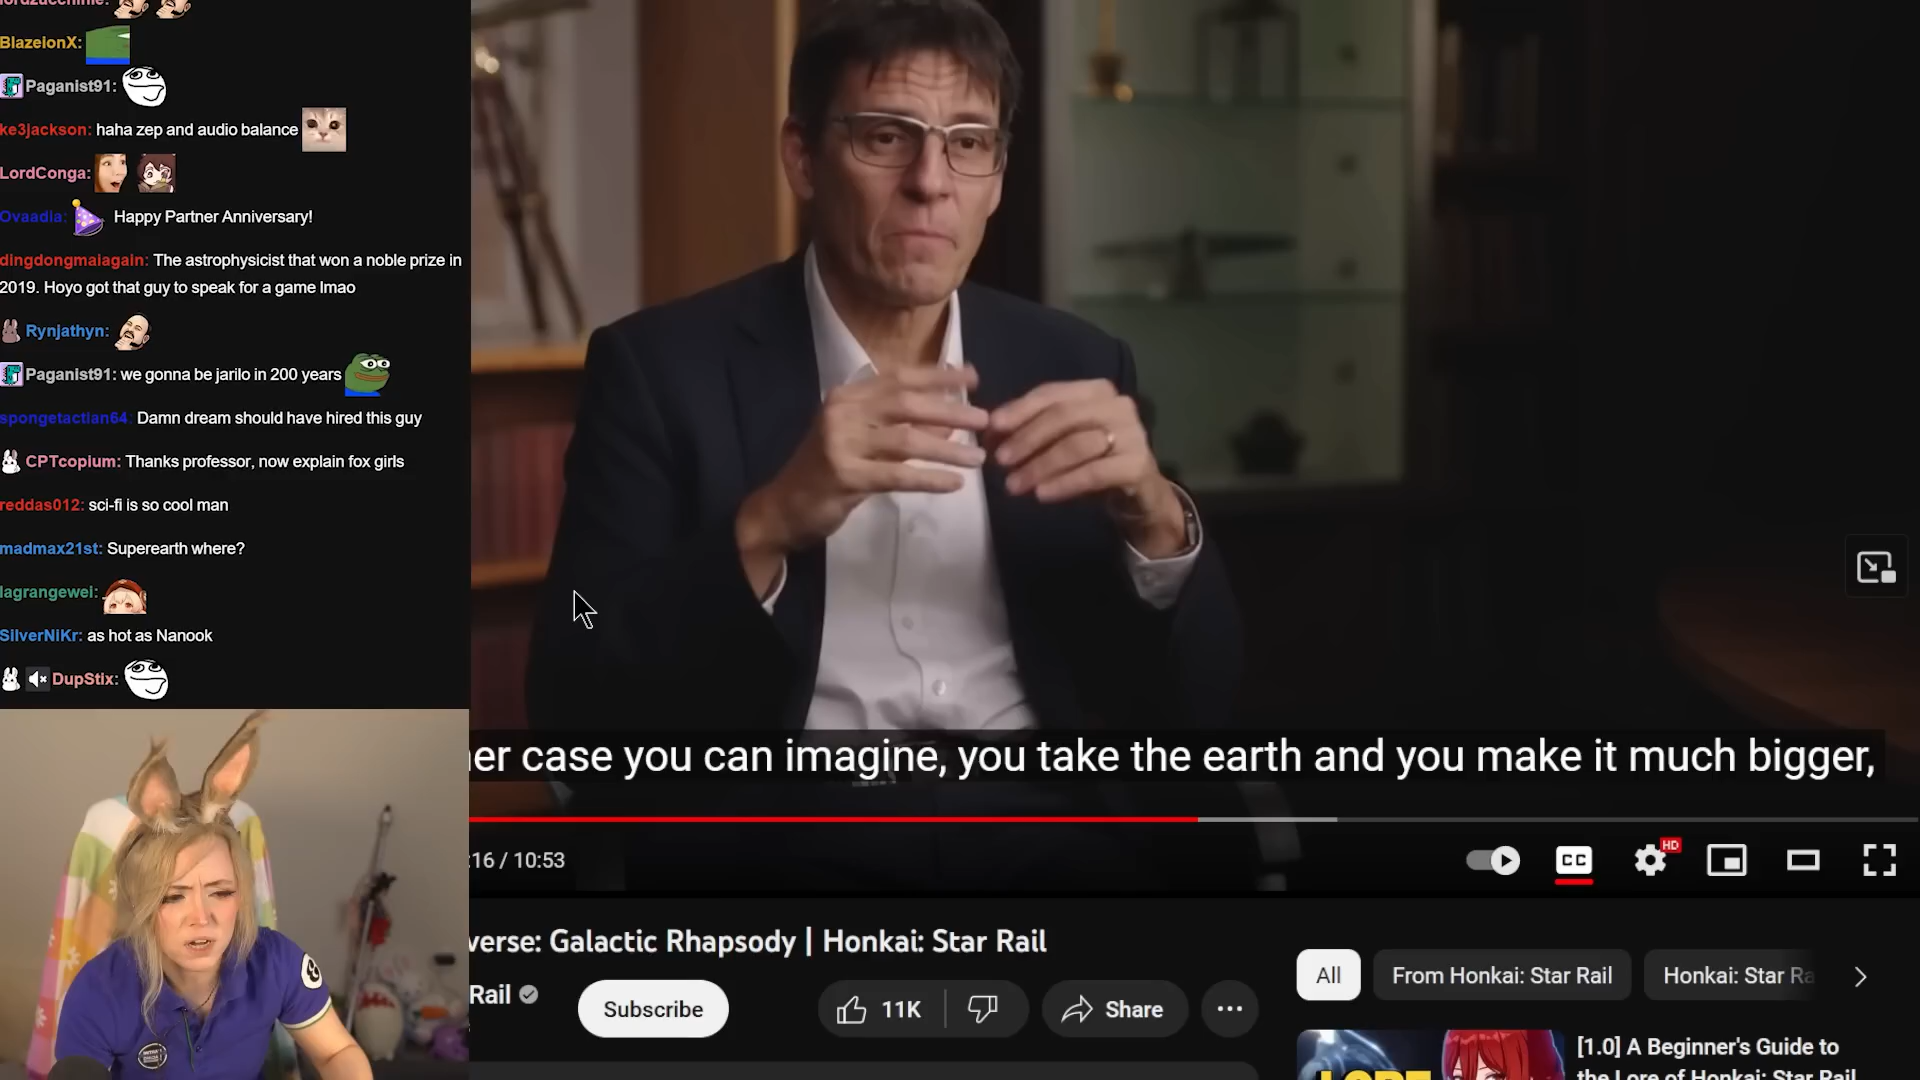 BlazeionX:
Paganist91:
ke3jackson: haha zep and audio balance
LordConga:
Ovaadia: Happy Partner Anniversary!
dingdongmaiagain: The astrophysicist that won a noble prize in
2019. Hoyo got that guy to speak for a game lmao
Rynjathyn:
Paganist91: we gonna be jarilo in 200 years
spongetactian64: Damn dream should have hired this guy
CPTcopium: Thanks professor, now explain fox girls
reddas012: sci-fi is so cool man
madmax21st: Superearth where?
lagrangewei:
SilverNiKr: as hot as Nanook
DupStix:
er case you can imagine, you take the earth and you make it much bigger,
:16 / 10:53
CC
HD
verse: Galactic Rhapsody | Honkai: Star Rail
Rail
Subscribe
11K
Share
All
From Honkai: Star Rail
Honkai: Star Ra
[1.0] A Beginner's Guide to
the Lore of Honkai: Star Rail